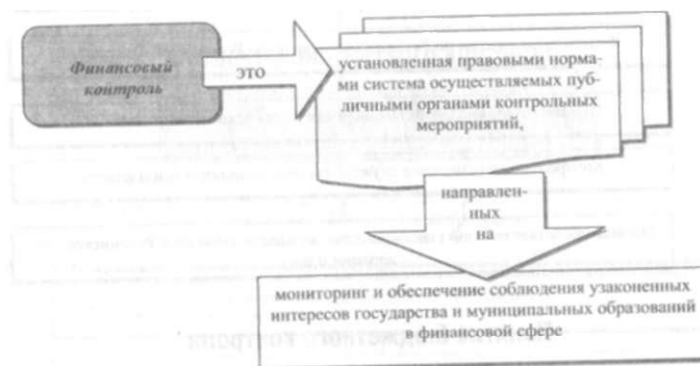 Финансовый
контроль
это
установленная правовыми норма-
ми система осуществляемых пуб-
личными органами контрольных
мероприятий,
направлен-
ных
на
мониторинг и обеспечение соблюдения узаконенных
интересов государства и муниципальных образований
в финансовой сфере